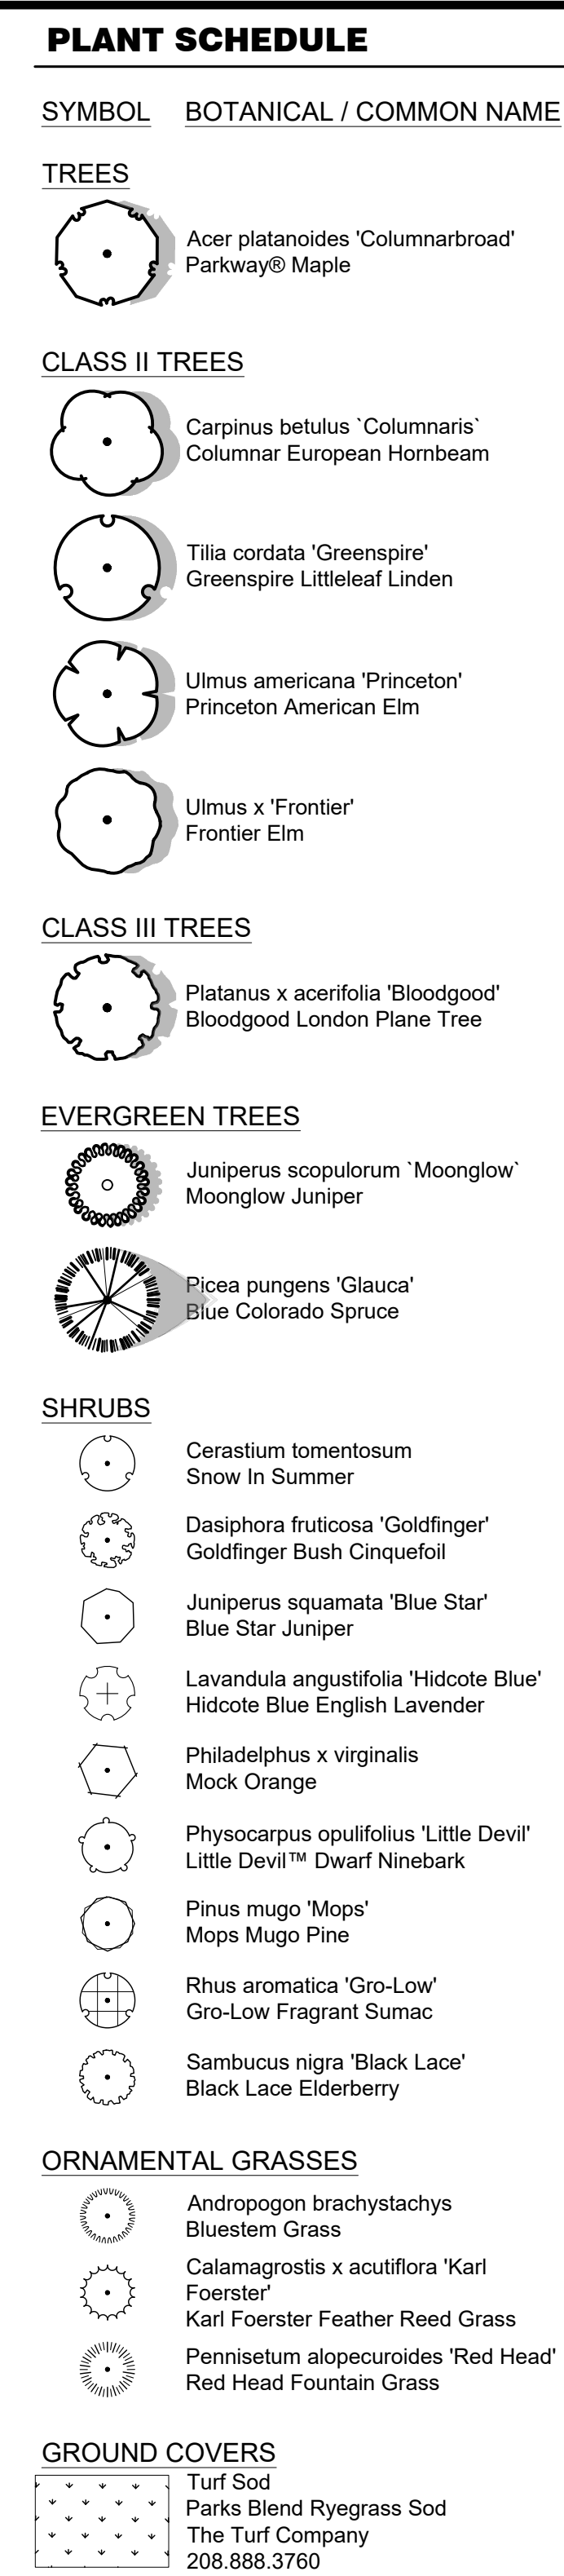 PLANT SCHEDULE
SYMBOL BOTANICAL / COMMON NAME
TREES
Acer platanoides 'Columnarbroad'
Parkway® Maple
CLASS II TREES
Carpinus betulus `Columnaris`
Columnar European Hornbeam
Tilia cordata 'Greenspire'
Greenspire Littleleaf Linden
Ulmus americana 'Princeton'
Princeton American Elm
Ulmus x 'Frontier'
Frontier Elm
CLASS III TREES
Platanus x acerifolia 'Bloodgood'
Bloodgood London Plane Tree
EVERGREEN TREES
Juniperus scopulorum `Moonglow`
Moonglow Juniper
Picea pungens 'Glauca'
Blue Colorado Spruce
SHRUBS
Cerastium tomentosum
Snow In Summer
Dasiphora fruticosa 'Goldfinger'
Goldfinger Bush Cinquefoil
Juniperus squamata 'Blue Star'
Blue Star Juniper
Lavandula angustifolia 'Hidcote Blue'
Hidcote Blue English Lavender
Philadelphus x virginalis
Mock Orange
Physocarpus opulifolius 'Little Devil'
Little Devil™ Dwarf Ninebark
Pinus mugo 'Mops'
Mops Mugo Pine
Rhus aromatica 'Gro-Low'
Gro-Low Fragrant Sumac
Sambucus nigra 'Black Lace'
Black Lace Elderberry
ORNAMENTAL GRASSES
Andropogon brachystachys
Bluestem Grass
Calamagrostis x acutiflora 'Karl
Foerster'
Karl Foerster Feather Reed Grass
Pennisetum alopecuroides 'Red Head'
Red Head Fountain Grass
GROUND COVERS
Turf Sod
Parks Blend Ryegrass Sod
The Turf Company
208.888.3760